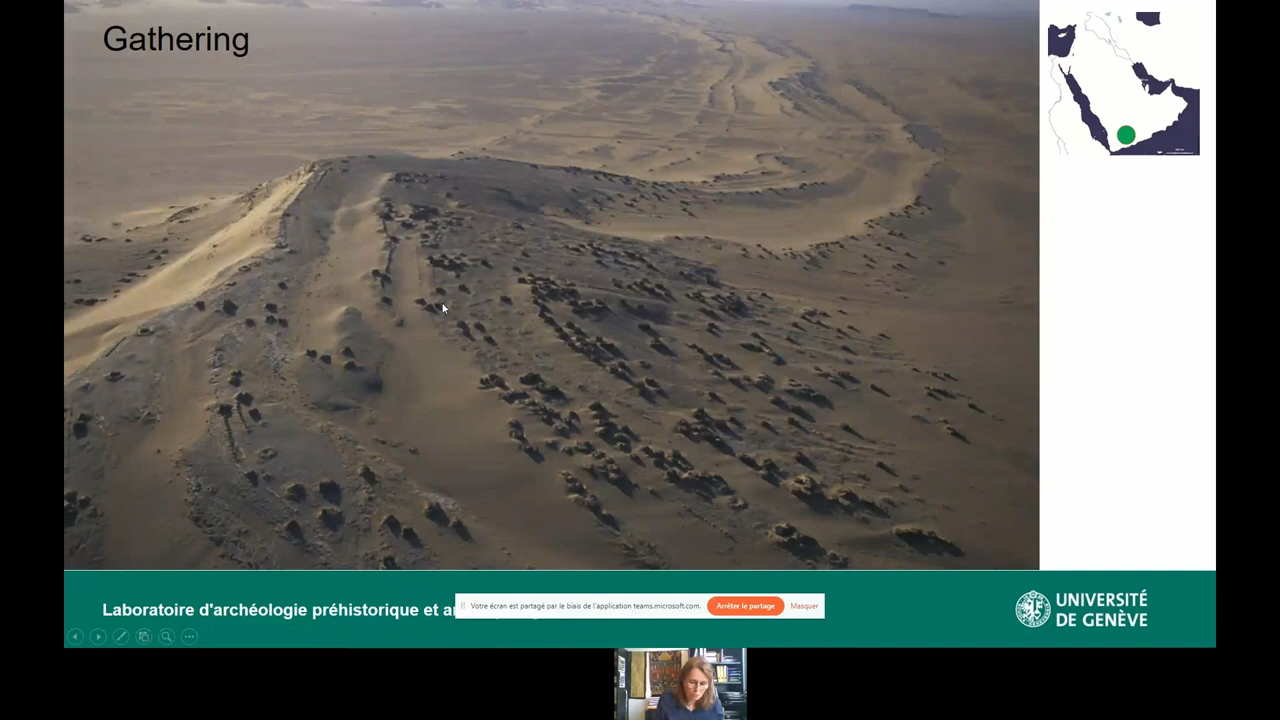 Gathering
Laboratoire d'archéologie préhistorique et
Votre écran est partagé par le biais de l'application teams.microsoft.com.
Arrêter le partage
Masquer
UNIVERSITÉ
DE GENÈVE